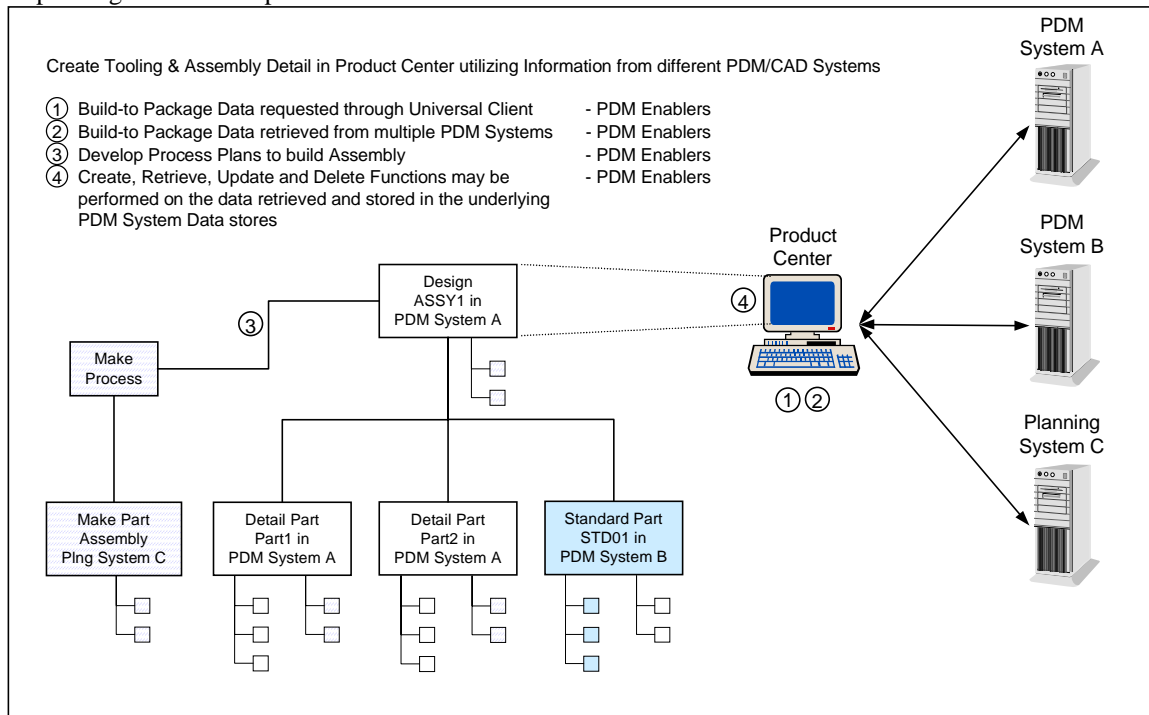 Create Tooling & Assembly Detail in Product Center utilizing Information from different PDM/CAD Systems
1 Build-to Package Data requested through Universal Client - PDM Enablers
2 Build-to Package Data retrieved from multiple PDM Systems - PDM Enablers
3 Develop Process Plans to build Assembly - PDM Enablers
4 Create, Retrieve, Update and Delete Functions may be - PDM Enablers
performed on the data retrieved and stored in the underlying
PDM System Data stores
PDM
System A
PDM
System B
Planning
System C
Product
Center
4
1 2
Design
ASSY1 in
PDM System A
3
Make
Process
Make Part
Assembly
Plng System C
Detail Part
Part1 in
PDM System A
Detail Part
Part2 in
PDM System A
Standard Part
STD01 in
PDM System B